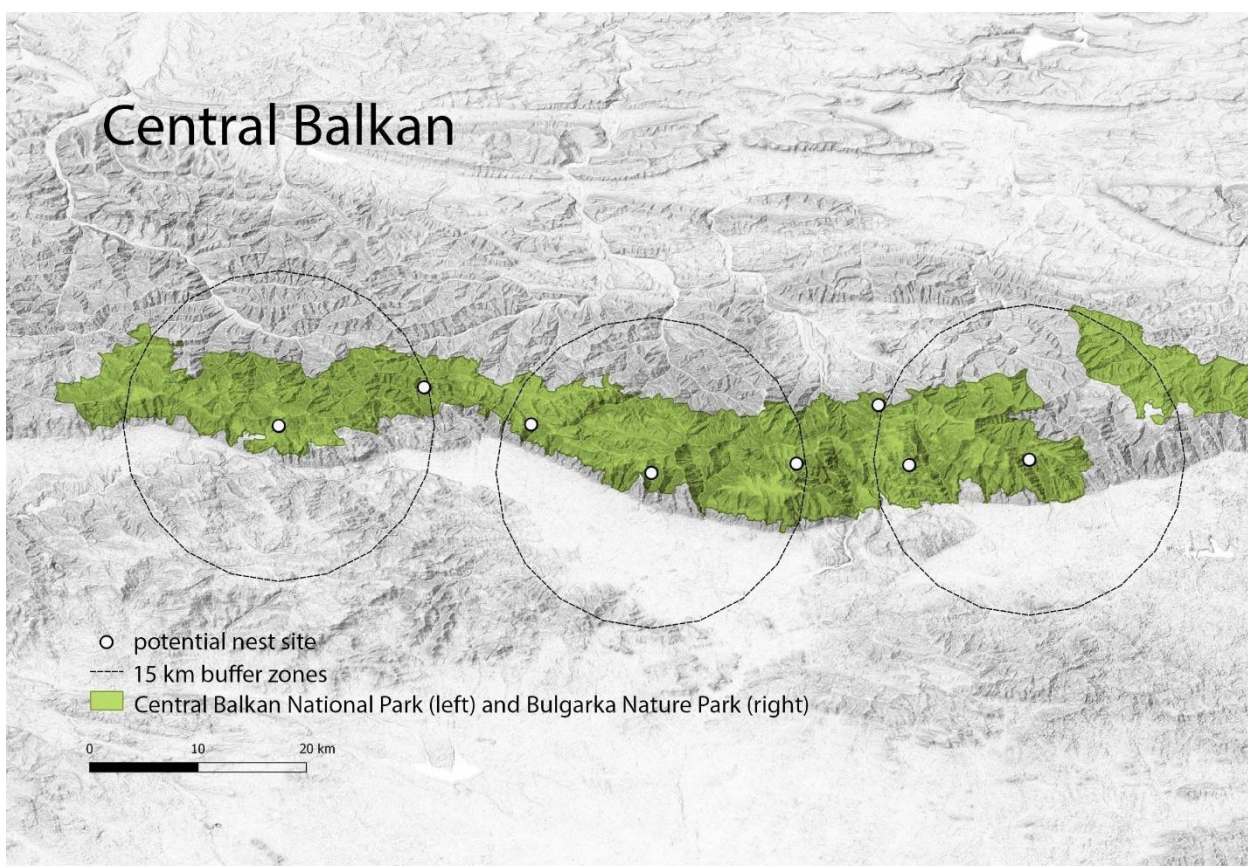 Central Balkan
potential nest site
15 km buffer zones
Central Balkan National Park (left) and Bulgarka Nature Park (right)
0 10 20 km